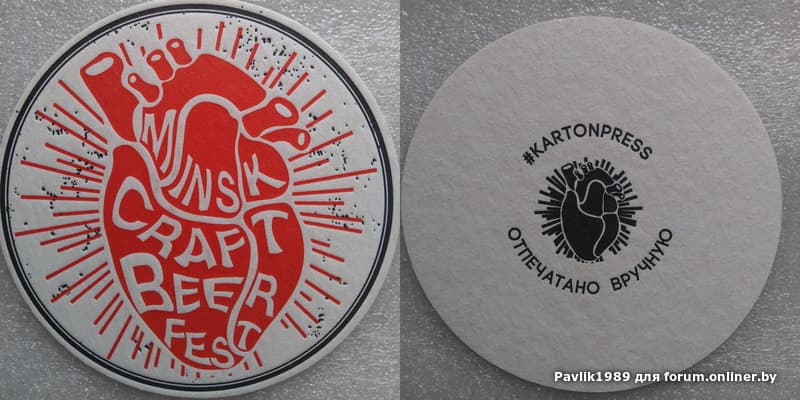 MINSK
CRAFT
BEER
FEST
#KARTONPRESS
ОТПЕЧАТАНО ВРУЧНУЮ
Pavlik1989 для forum.onliner.by